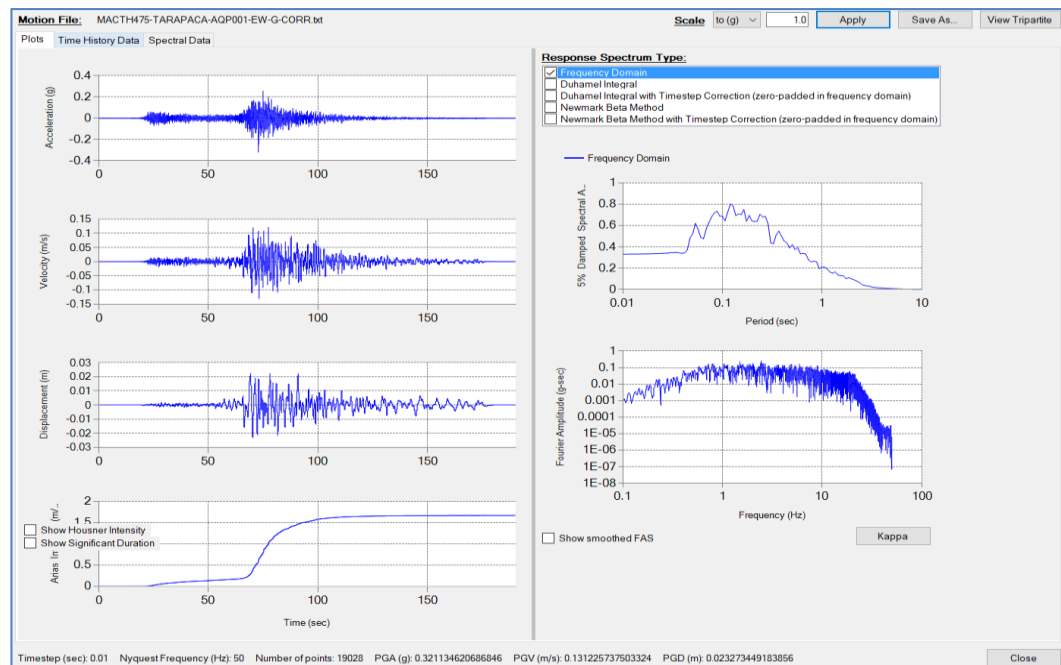 Motion File: MACTH475-TARAPACA-AQP001-EW-G-CORR.txt
Scale to (g) 1.0 Apply Save As... View Tripartite
Plots Time History Data Spectral Data
Acceleration (g)
0.4
0.2
0
-0.2
-0.4
0 50 100 150
Velocity (m/s)
0.15
0.1
0.05
0
-0.05
-0.1
-0.15
0 50 100 150
Displacement (m)
0.03
0.02
0.01
0
-0.01
-0.02
-0.03
0 50 100 150
Arias In (m/..
2
1.5
0.5
0
Show Housner Intensity
Show Significant Duration
0 50 100 150
Time (sec)
Response Spectrum Type:
Frequency Domain
Duhamel Integral
Duhamel Integral with Timestep Correction (zero-padded in frequency domain)
Newmark Beta Method
Newmark Beta Method with Timestep Correction (zero-padded in frequency domain)
Frequency Domain
5% Damped Spectral A..
1
0.8
0.6
0.4
0.2
0
0.01 0.1 1 10
Period (sec)
Fourier Amplitude (g-sec)
1
0.1
0.01
0.001
0.0001
1E-05
1E-06
1E-07
1E-08
0.1 1 10 100
Frequency (Hz)
Show smoothed FAS
Kappa
Timestep (sec): 0.01 Nyquest Frequency (Hz): 50 Number of points: 19028 PGA (g): 0.321134620686846 PGV (m/s): 0.131225737503324 PGD (m): 0.023273449183856
Close